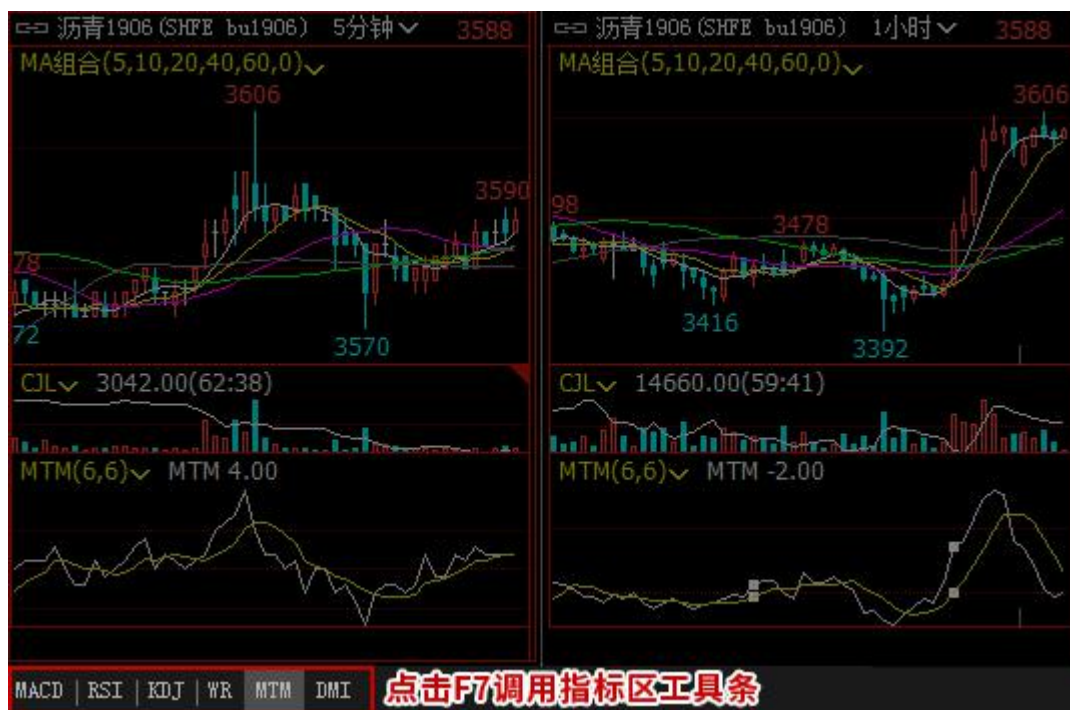 沥青1906(SHFE bu1906) 5分钟 3588
MA组合(5,10,20,40,60,0)
3606
3590
78
72
3570
CJL 3042.00(62:38)
MTM(6,6) MTM 4.00
沥青1906(SHFE bu1906) 1小时 3588
MA组合(5,10,20,40,60,0)
3606
98
3478
3416
3392
CJL 14660.00(59:41)
MTM(6,6) MTM -2.00
MACD RSI KDJ WR MTM DMI 点击F7调用指标区工具条